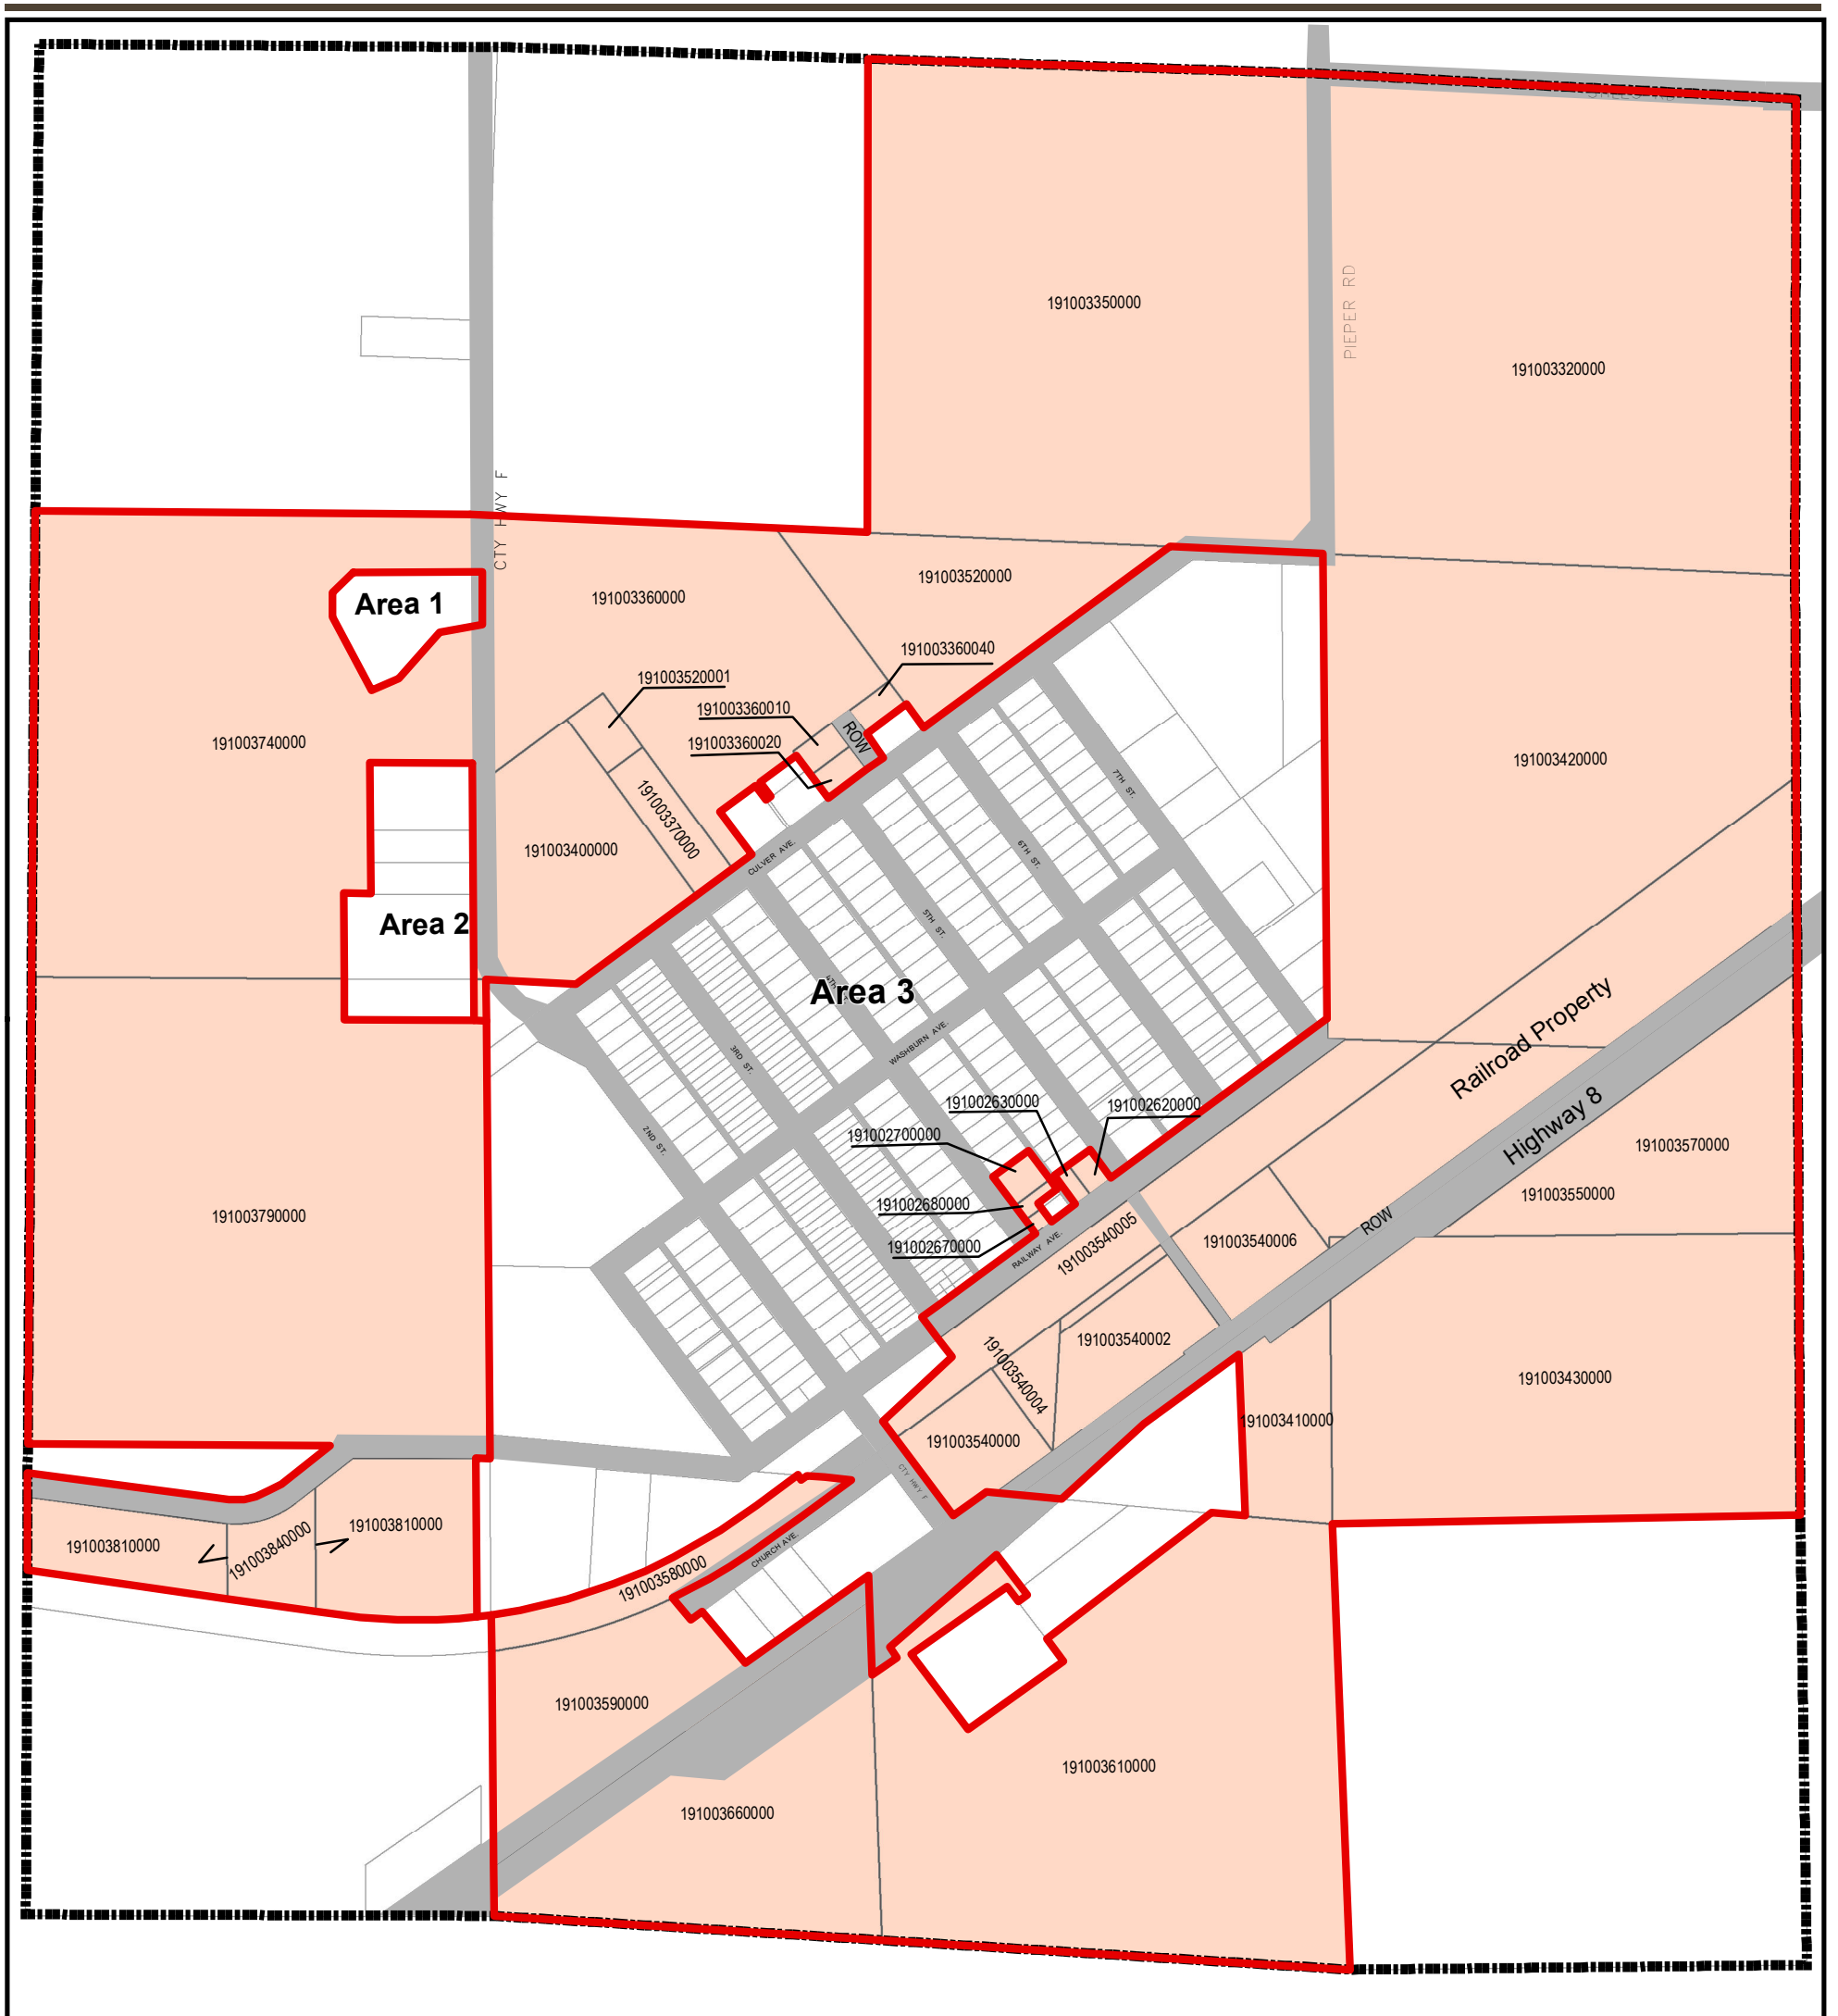 191003350000
PIEPER RD
191003320000
CTY HWY F
Area 1
191003360000
191003520000
191003360040
191003520001
191003360010
ROW
191003360020
191003740000
191003420000
7TH ST.
191003370000
191003400000
CULVER AVE.
6TH ST.
Area 2
5TH ST.
Area 3
WASHBURN AVE.
3RD ST.
Railroad Property
191002630000
191002620000
Highway 8
2ND ST.
191002700000
191003570000
191003550000
191002680000
191003790000
ROW
191002670000
RAILWAY AVE.
191003540005
191003540006
191003540002
191003540004
191003430000
191003410000
191003540000
CTY HWY F
191003810000
191003840000
191003810000
CHURCH AVE.
191003580000
191003590000
191003610000
191003660000